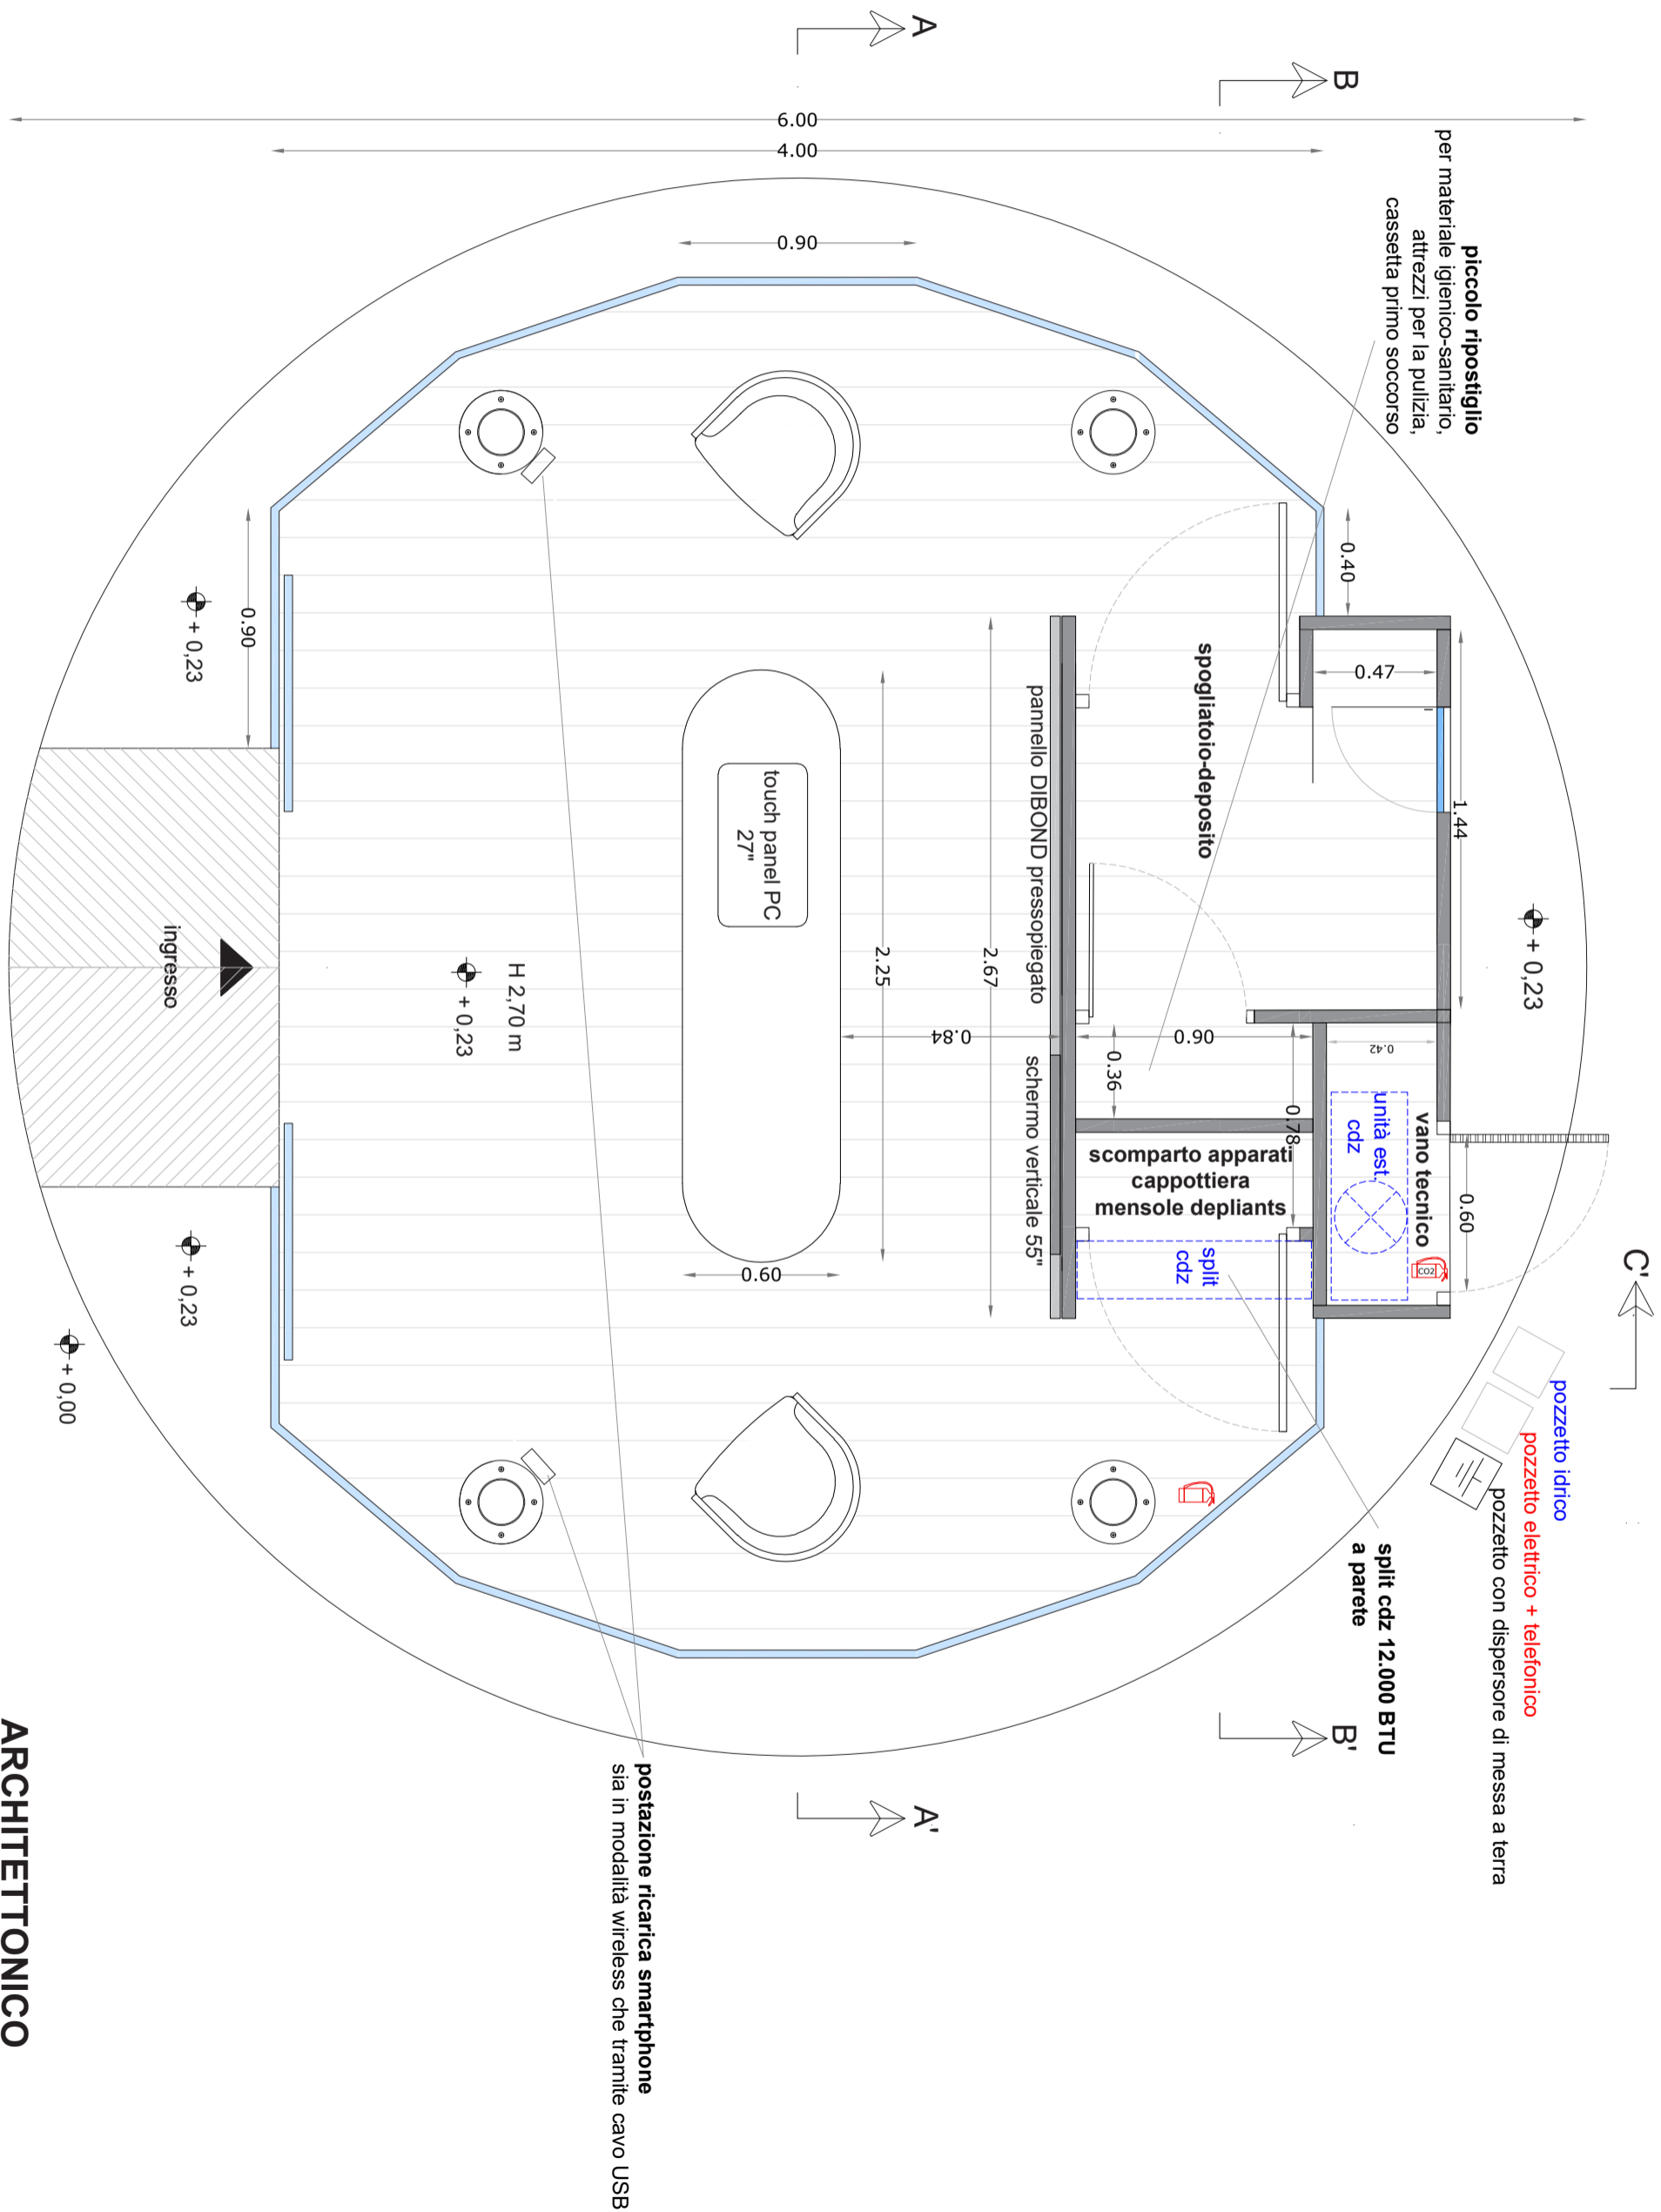 A
B
6.00
4.00
piccolo ripostiglio
per materiale igienico-sanitario,
attrezzi per la pulizia,
cassetta primo soccorso
0.90
0.40
0.47
1.44
spogliatoio-deposito
+ 0,23
0.90
+ 0,23
pannello DIBOND pressopiegato
touch panel PC
27"
2.25
2.67
0.84
0.90
0.36
0.42
0.78
ingresso
H 2,70 m
+ 0,23
schermo verticale 55"
scomparto apparati
cappottiera
mensole depliants
unità est.
cdz
vano tecnico
0.60
CO2
split
cdz
0.60
C'
+ 0,23
+ 0,00
pozzetto idrico
pozzetto elettrico + telefonico
pozzetto con dispersore di messa a terra
split cdz 12.000 BTU
a parete
B'
A'
postazione ricarica smartphone
sia in modalità wireless che tramite cavo USB
ARCHITETTONICO